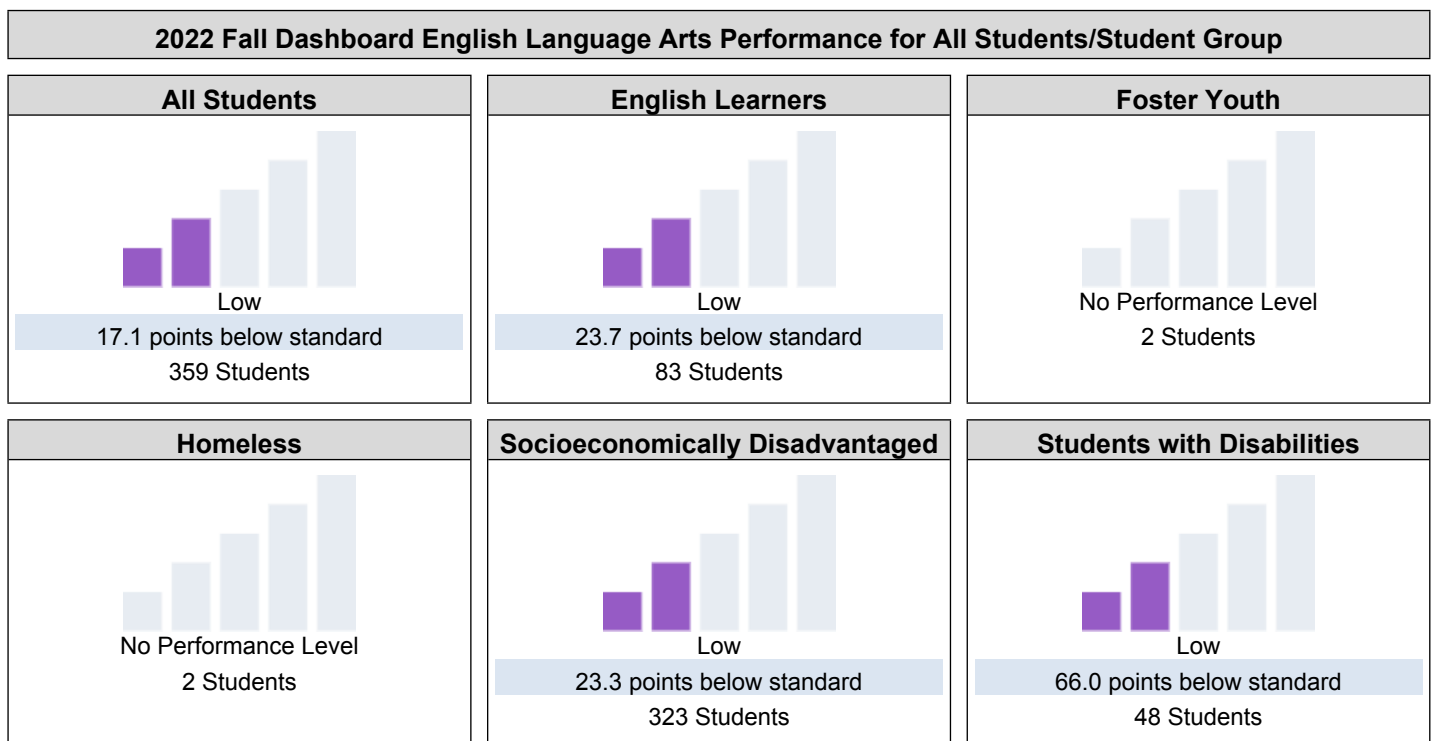 2022 Fall Dashboard English Language Arts Performance for All Students/Student Group
All Students
Low
17.1 points below standard
359 Students
English Learners
Low
23.7 points below standard
83 Students
Foster Youth
No Performance Level
2 Students
Homeless
No Performance Level
2 Students
Socioeconomically Disadvantaged
Low
23.3 points below standard
323 Students
Students with Disabilities
Low
66.0 points below standard
48 Students